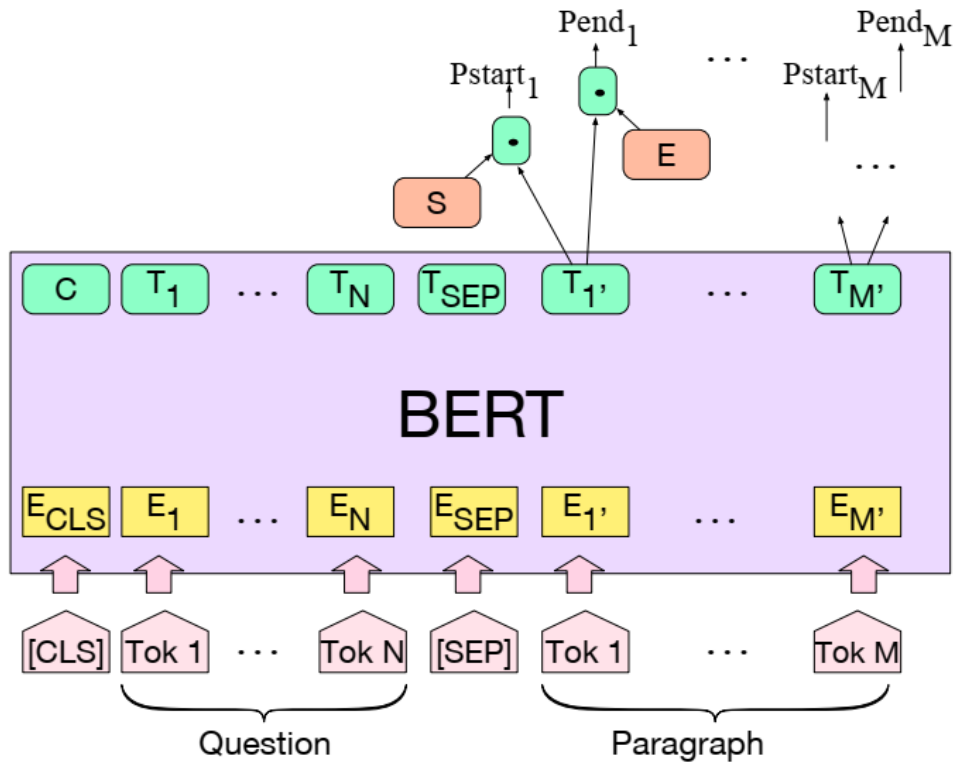 Pend1 ... PendM
Pstart1 PstartM
E
S ...
C T1 ... TN TSEP T1' ... TM'
BERT
ECLS E1 ... EN ESEP E1' ... EM'
[CLS] Tok 1 ... Tok N [SEP] Tok 1 ... Tok M
Question Paragraph